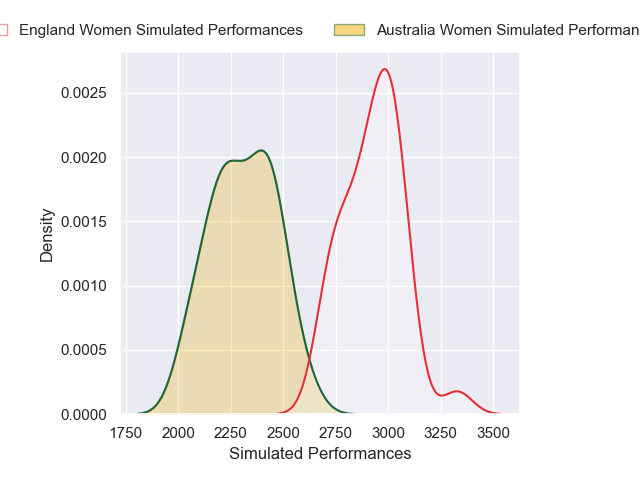 England Women Simulated Performances
Australia Women Simulated
Density
0.0025
0.0020
0.0015
0.0010
0.0005
0.0000
1750 2000 2250 2500 2750 3000 3250 3500
Simulated Performances